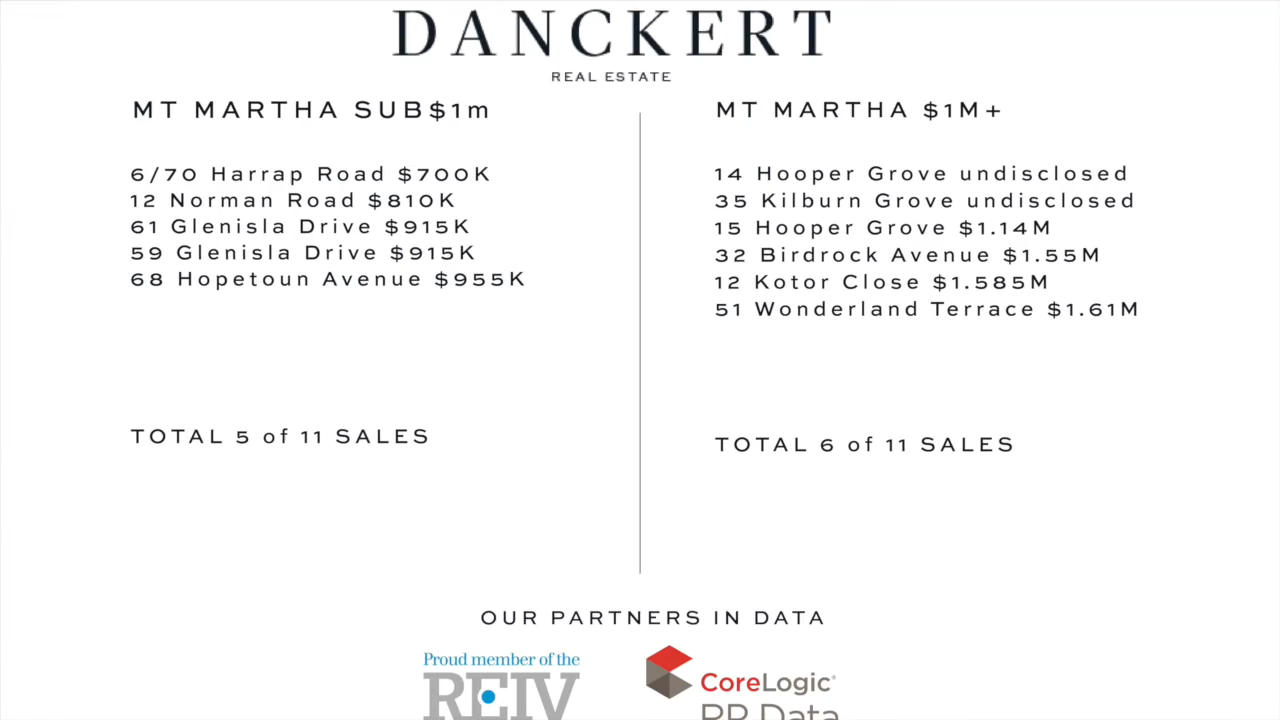 DANCKERT
REAL ESTATE
MT MARTHA SUB$1m
6/70 Harrap Road $700K
12 Norman Road $810K
61 Glenisla Drive $915K
59 Glenisla Drive $915K
68 Hopetoun Avenue $955K
TOTAL 5 of 11 SALES
MT MARTHA $1M+
14 Hooper Grove undisclosed
35 Kilburn Grove undisclosed
15 Hooper Grove $1.14M
32 Birdrock Avenue $1.55M
12 Kotor Close $1.585M
51 Wonderland Terrace $1.61M
TOTAL 6 of 11 SALES
OUR PARTNERS IN DATA
Proud member of the
REIV
CoreLogic
RP Data